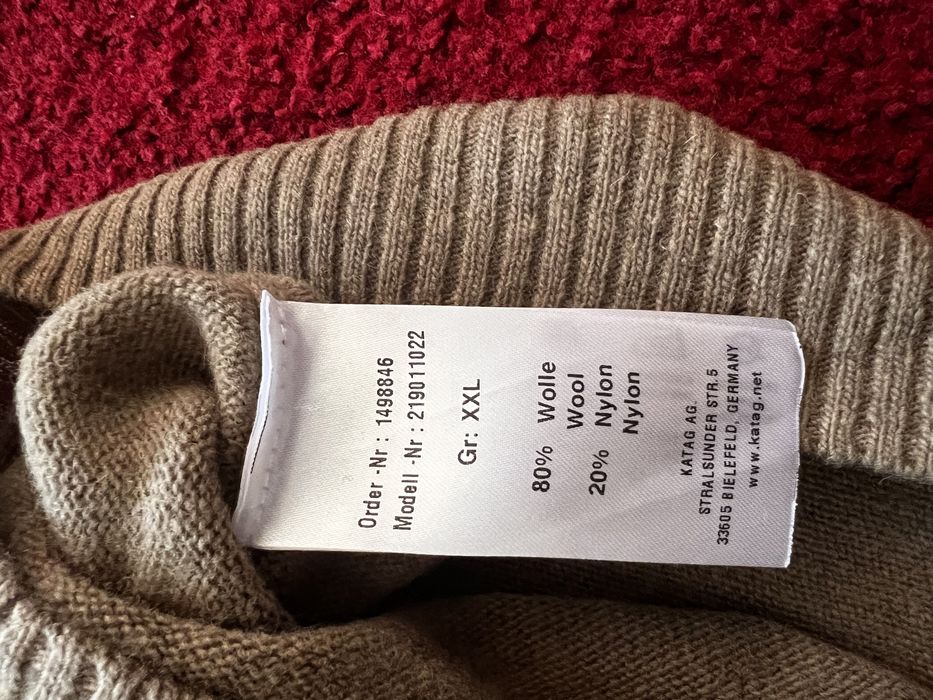 Order -Nr : 1498846
Modell -Nr : 219011022
Gr: XXL
80% Wolle
Wool
20% Nylon
Nylon
KATAG AG.
STRALSUNDER STR.5
33605 BIELEFELD, GERMANY
www.katag.net